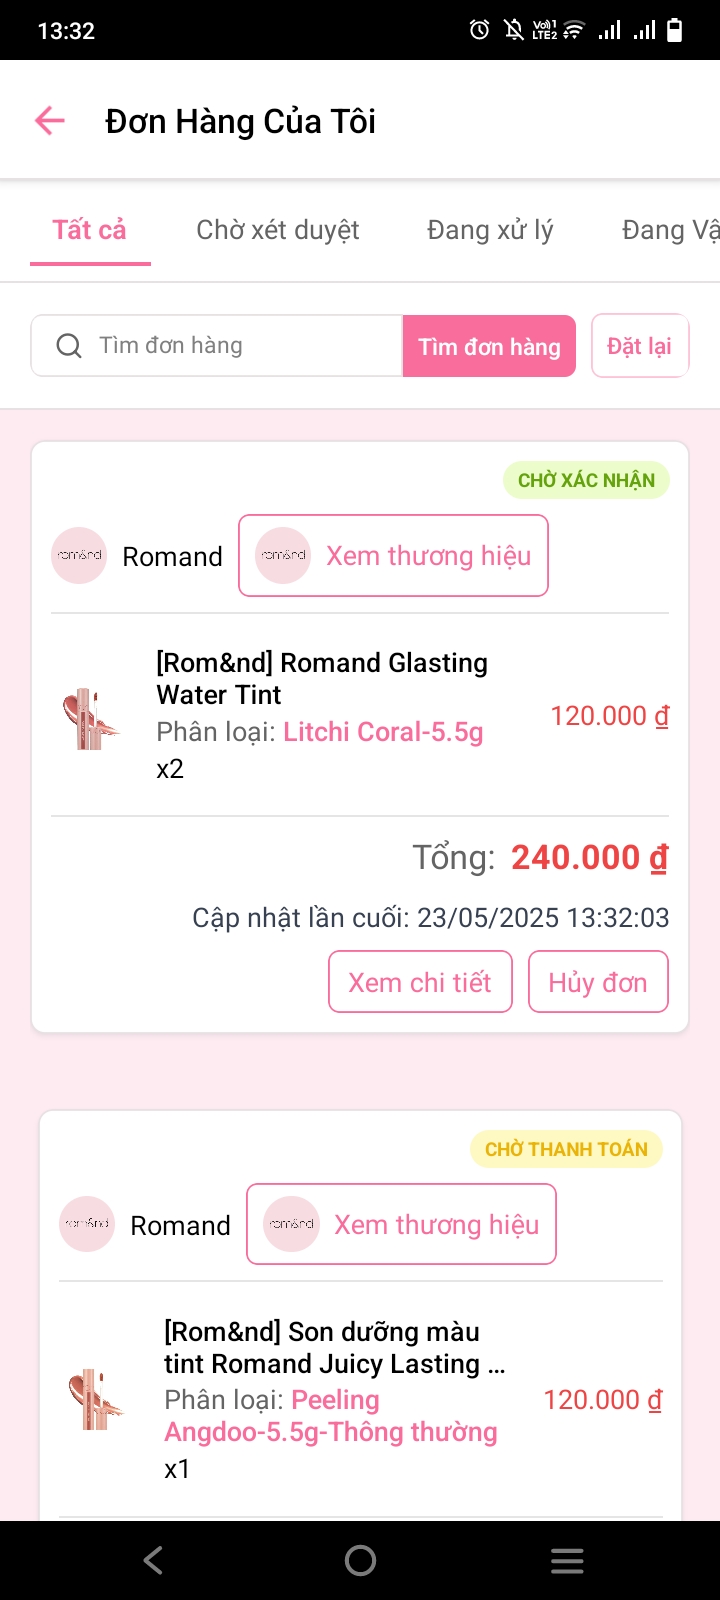 13:32
Vo)) 1
LTE2
Đơn Hàng Của Tôi
Tất cả
Chờ xét duyệt
Đang xử lý
Đang Vậ
Tìm đơn hàng
Tìm đơn hàng
Đặt lại
CHỜ XÁC NHẬN
rom&nd
Romand
rom&nd
Xem thương hiệu
[Rom&nd] Romand Glasting
Water Tint
Phân loại: Litchi Coral-5.5g
120.000 ₫
x2
Tổng: 240.000 ₫
Cập nhật lần cuối: 23/05/2025 13:32:03
Xem chi tiết
Hủy đơn
CHỜ THANH TOÁN
rom&nd
Romand
rom&nd
Xem thương hiệu
[Rom&nd] Son dưỡng màu
tint Romand Juicy Lasting ...
Phân loại: Peeling
Angdoo-5.5g-Thông thường
120.000 ₫
x1